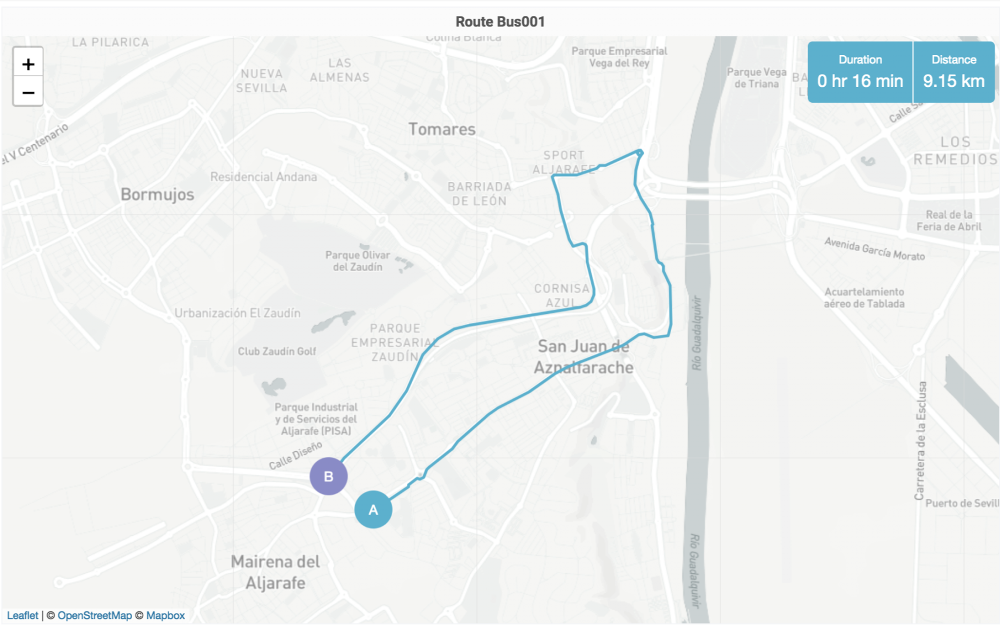 Route Bus001
LA PILARICA
Colina Blanca
Parque Empresarial
Vega del Rey
+
−
NUEVA
SEVILLA
LAS
ALMENAS
Parque Vega
de Triana
Duration
0 hr 16 min
Distance
9.15 km
Tomares
el V Centenario
LOS
REMEDIOS
SPORT
ALJARAFE
Residencial Andana
Bormujos
BARRIADA
DE LEÓN
Real de la
Feria de Abril
Avenida García Morato
Parque Olivar
del Zaudín
CORNISA
AZUL
Acuartelamiento
aéreo de Tablada
Urbanización El Zaudín
PARQUE
EMPRESARIAL
ZAUDÍN
Río Guadalquivir
Club Zaudin Golf
San Juan de
Aznalfarache
Parque Industrial
y de Servicios del
Aljarafe (PISA)
Carretera de la Esclusa
Calle Diseño
B
A
Puerto de Sevill
Río Guadalquivir
Mairena del
Aljarafe
Leaflet | © OpenStreetMap © Mapbox